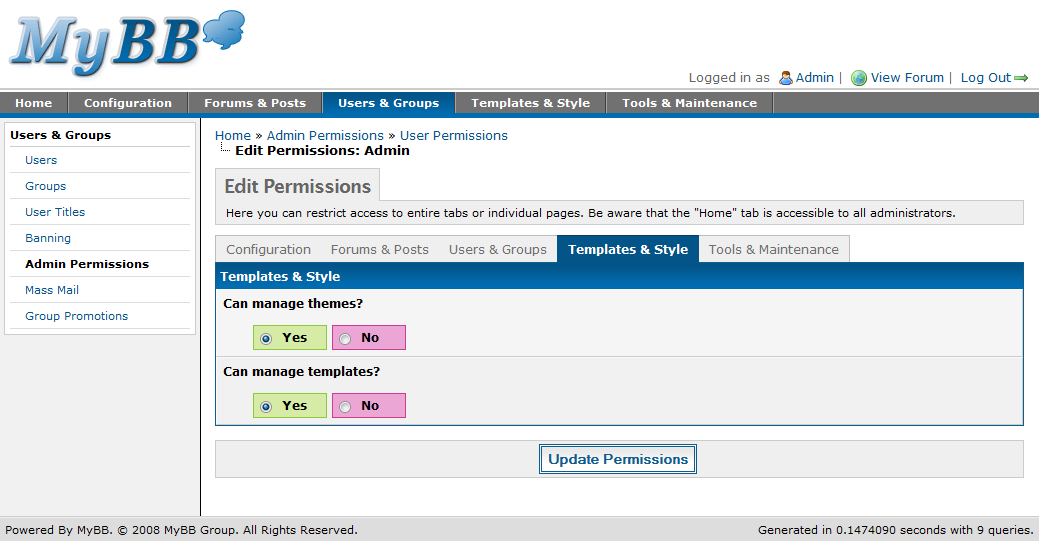 MyBB
Logged in as Admin | View Forum | Log Out
Home Configuration Forums & Posts Users & Groups Templates & Style Tools & Maintenance
Users & Groups
Users
Groups
User Titles
Banning
Admin Permissions
Mass Mail
Group Promotions
Home » Admin Permissions » User Permissions
Edit Permissions: Admin
Edit Permissions
Here you can restrict access to entire tabs or individual pages. Be aware that the "Home" tab is accessible to all administrators.
Configuration Forums & Posts Users & Groups Templates & Style Tools & Maintenance
Templates & Style
Can manage themes?
Yes No
Can manage templates?
Yes No
Update Permissions
Powered By MyBB. © 2008 MyBB Group. All Rights Reserved. Generated in 0.1474090 seconds with 9 queries.